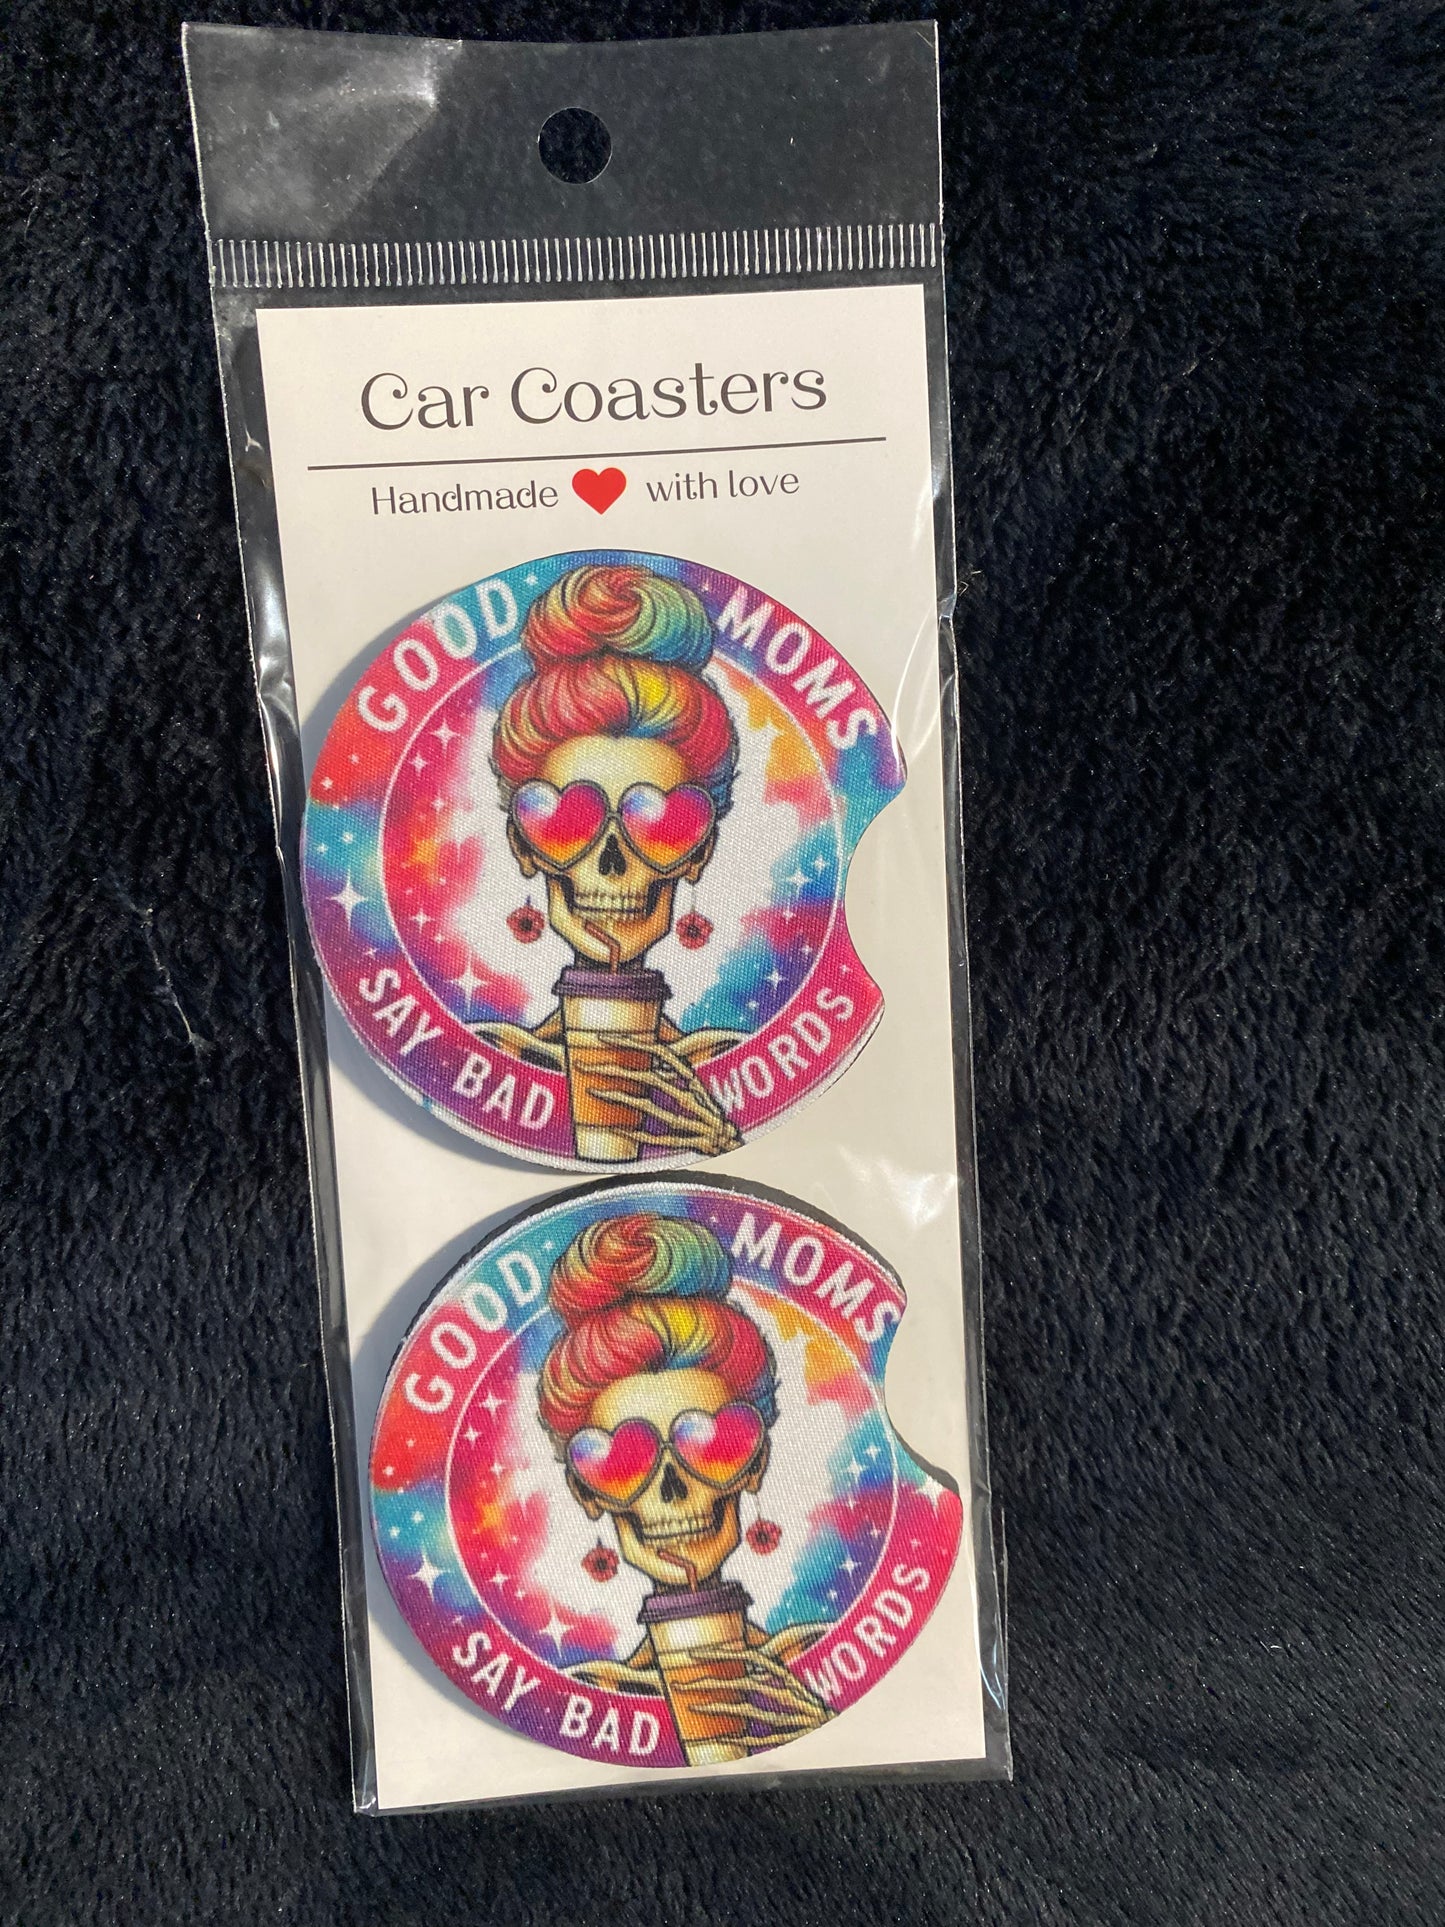 Car Coasters
Handmade ❤ with love
GOOD MOMS
SAY BAD WORDS
GOOD MOMS
SAY BAD WORDS